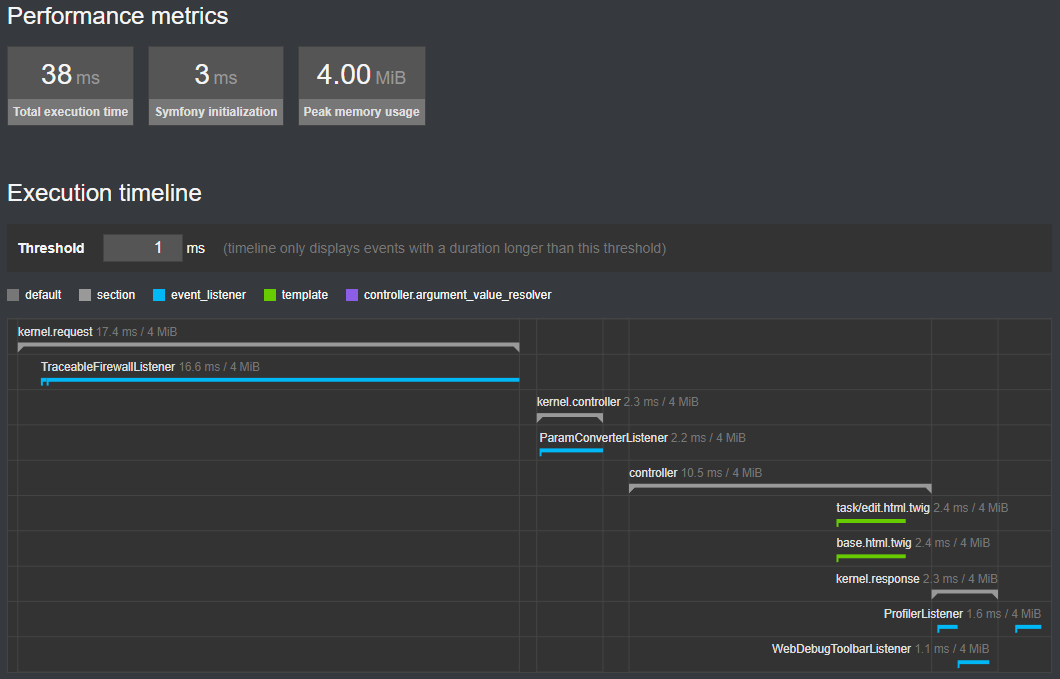 Performance metrics
38 ms 3 ms 4.00 MiB
Total execution time Symfony initialization Peak memory usage
Execution timeline
Threshold 1 ms (timeline only displays events with a duration longer than this threshold)
default section event_listener template controller.argument_value_resolver
kernel.request 17.4 ms / 4 MiB
TraceableFirewallListener 16.6 ms / 4 MiB
kernel.controller 2.3 ms / 4 MiB
ParamConverterListener 2.2 ms / 4 MiB
controller 10.5 ms / 4 MiB
task/edit.html.twig 2.4 ms / 4 MiB
base.html.twig 2.4 ms / 4 MiB
kernel.response 2.3 ms / 4 MiB
ProfilerListener 1.6 ms / 4 MiB
WebDebugToolbarListener 1.1 ms / 4 MiB